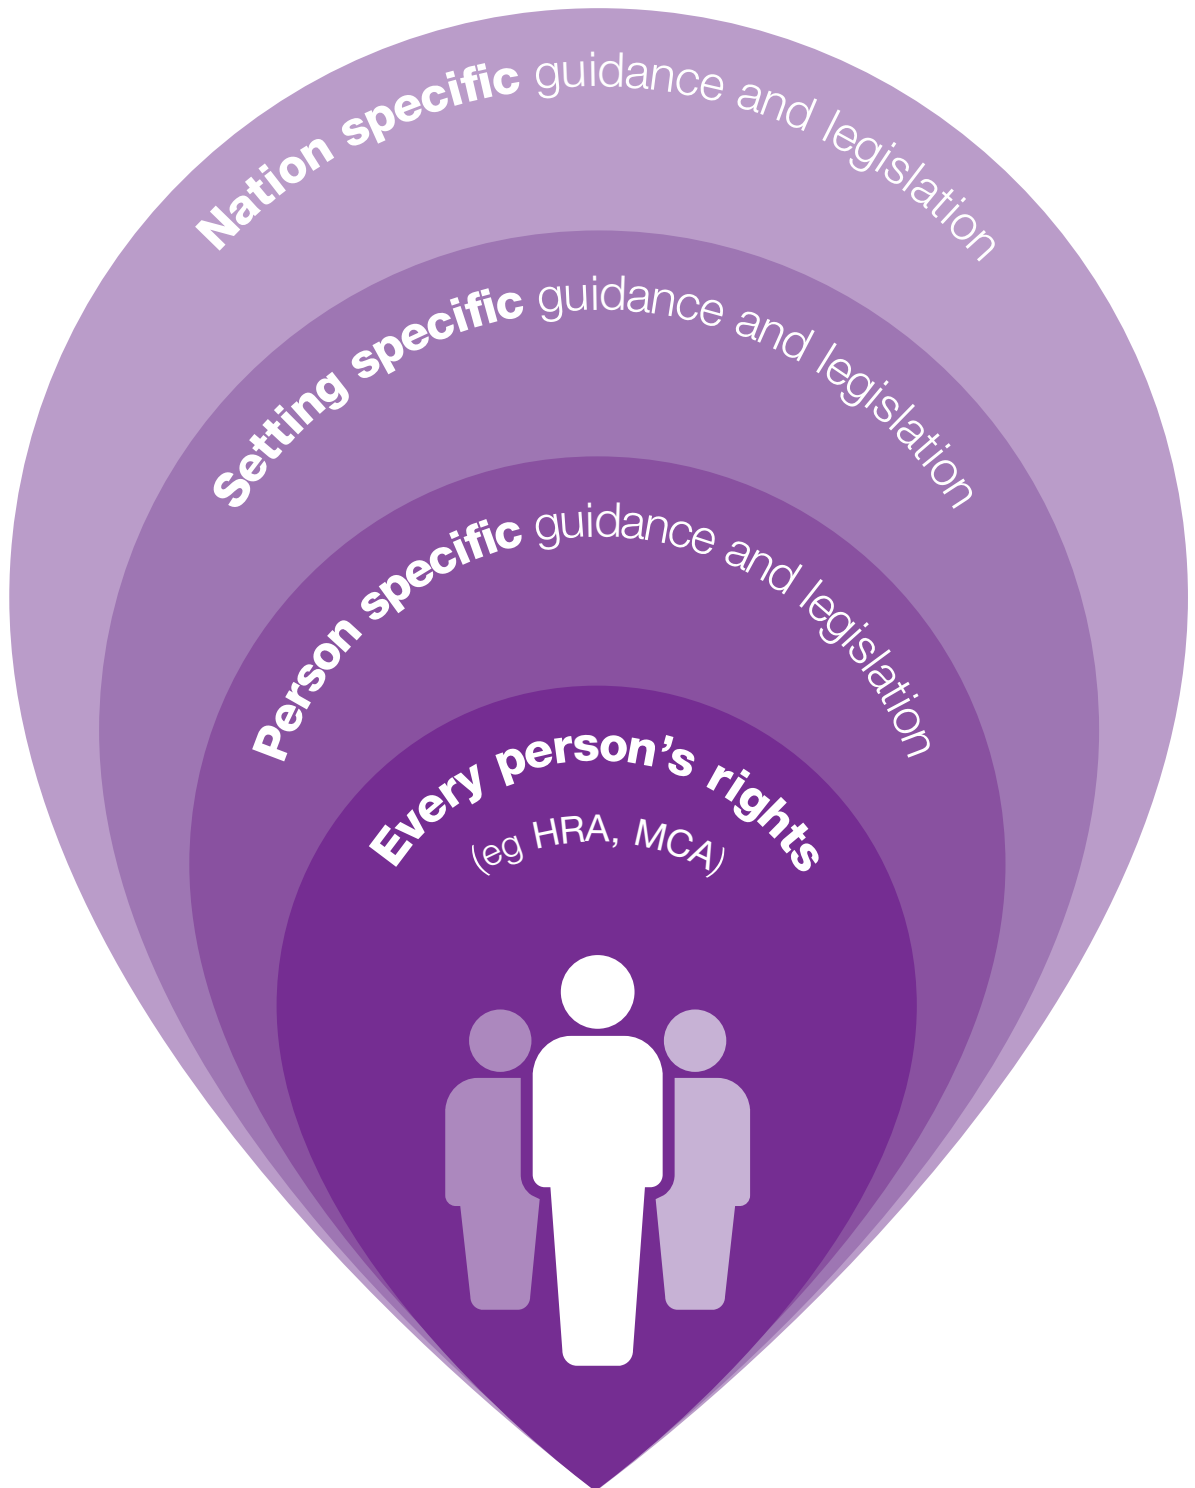 Nation specific guidance and legislation
Setting specific guidance and legislation
Person specific guidance and legislation
Every person’s rights
(eg HRA, MCA)